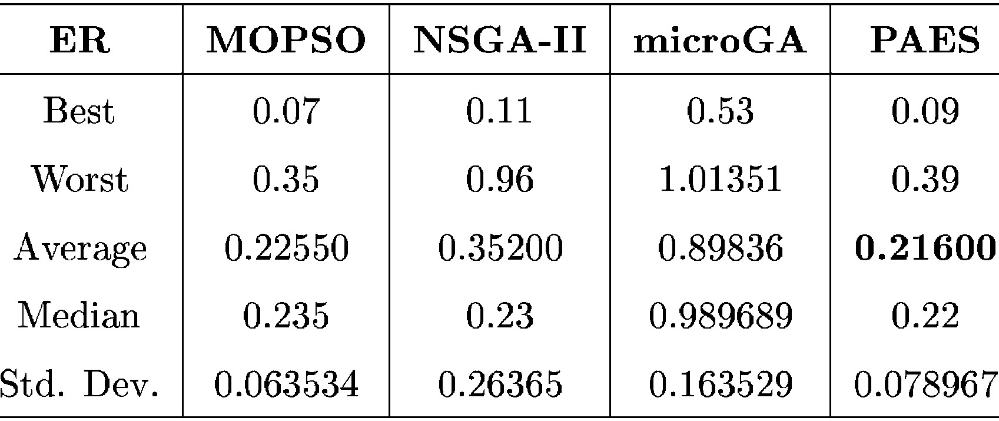 ER MOPSO NSGA-II microGA PAES
Best 0.07 0.11 0.53 0.09
Worst 0.35 0.96 1.01351 0.39
Average 0.22550 0.35200 0.89836 0.21600
Median 0.235 0.23 0.989689 0.22
Std. Dev. 0.063534 0.26365 0.163529 0.078967